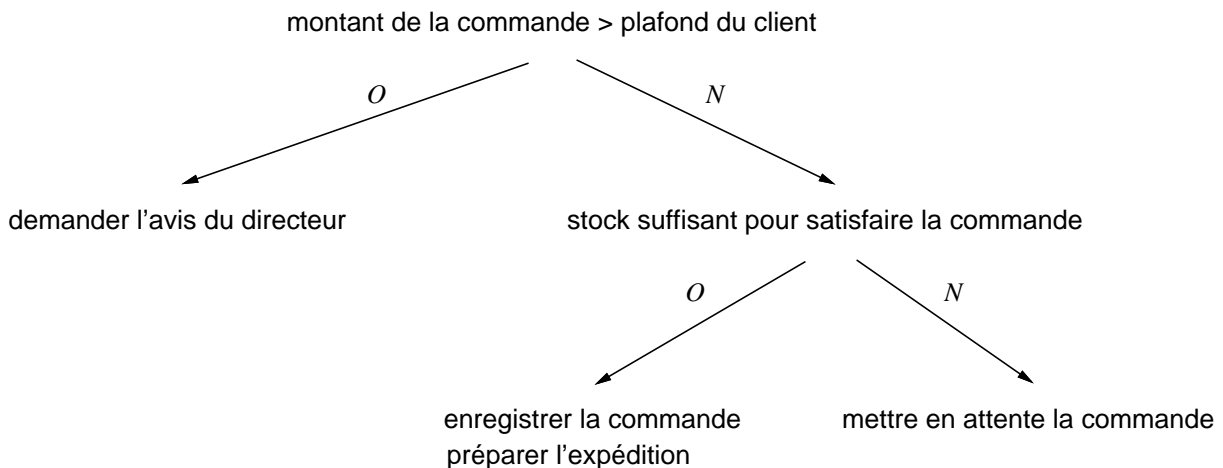 montant de la commande > plafond du client
O
N
demander l'avis du directeur
stock suffisant pour satisfaire la commande
O
N
enregistrer la commande
préparer l'expédition
mettre en attente la commande